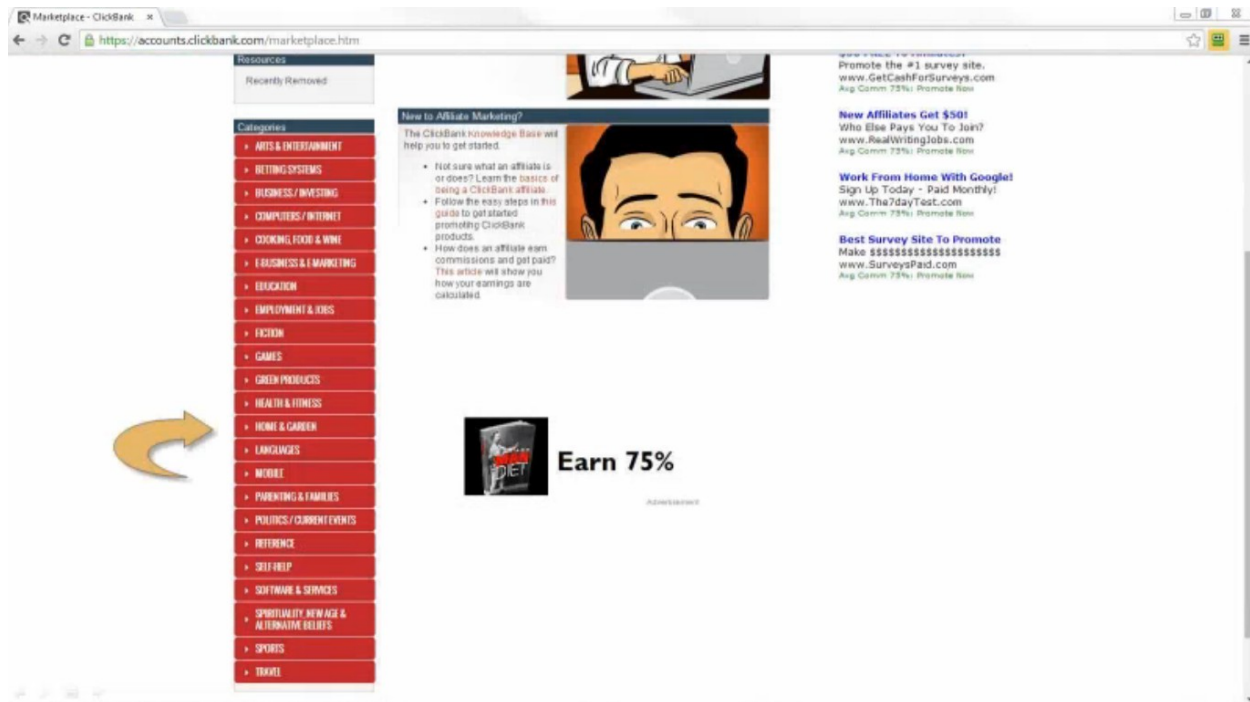 Marketplace - ClickBank
https://accounts.clickbank.com/marketplace.htm
Resources
Recently Removed
Categories
ARTS & ENTERTAINMENT
BETTING SYSTEMS
BUSINESS / INVESTING
COMPUTERS / INTERNET
COOKING, FOOD & WINE
E-BUSINESS & E-MARKETING
EDUCATION
EMPLOYMENT & JOBS
FICTION
GAMES
GREEN PRODUCTS
HEALTH & FITNESS
HOME & GARDEN
LANGUAGES
MOBILE
PARENTING & FAMILIES
POLITICS / CURRENT EVENTS
REFERENCE
SELF-HELP
SOFTWARE & SERVICES
SPIRITUALITY, NEW AGE &
ALTERNATIVE BELIEFS
SPORTS
TRAVEL
New to Affiliate Marketing?
The ClickBank Knowledge Base will
help you to get started.
Not sure what an affiliate is
or does? Learn the basics of
being a ClickBank affiliate.
Follow the easy steps in this
guide to get started
promoting ClickBank
products.
How does an affiliate earn
commissions and get paid?
This article will show you
how your earnings are
calculated.
DIET
Earn 75%
Advertisement
$50 FREE To Affiliates!
Promote the #1 survey site.
www.GetCashForSurveys.com
Avg Comm 75%: Promote Now
New Affiliates Get $50!
Who Else Pays You To Join?
www.RealWritingJobs.com
Avg Comm 75%: Promote Now
Work From Home With Google!
Sign Up Today - Paid Monthly!
www.The7dayTest.com
Avg Comm 75%: Promote Now
Best Survey Site To Promote
Make $$$$$$$$$$$$$$$$$$$$$
www.SurveysPaid.com
Avg Comm 75%: Promote Now